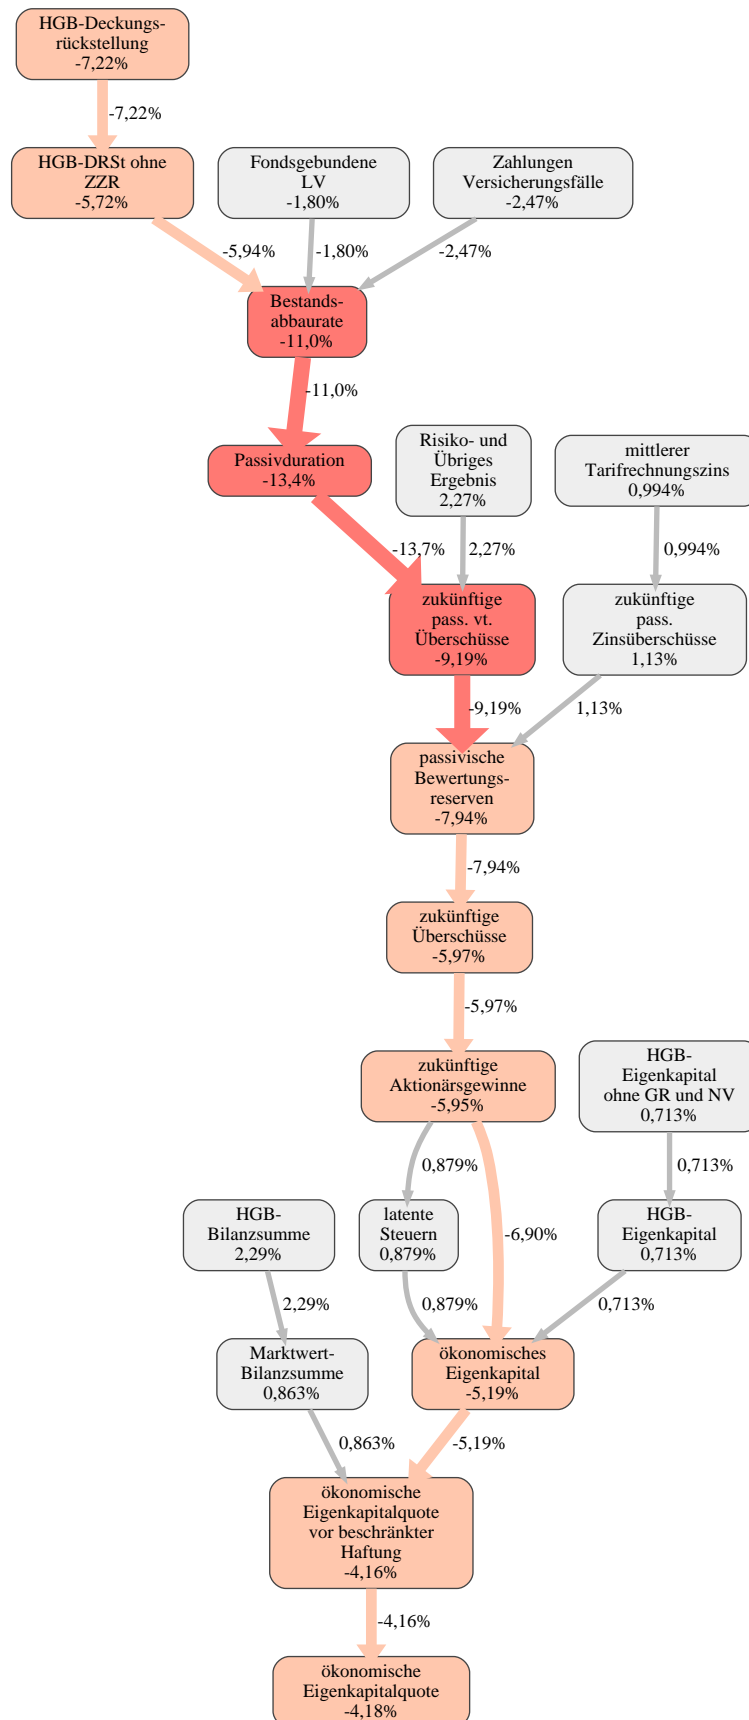 HGB-Deckungs-
rückstellung
-7,22%
-7,22%
HGB-DRSt ohne
ZZR
-5,72%
Fondsgebundene
LV
-1,80%
Zahlungen
Versicherungsfälle
-2,47%
-5,94%
-1,80%
-2,47%
Bestands-
abbaurate
-11,0%
-11,0%
Passivduration
-13,4%
Risiko- und
Übriges
Ergebnis
2,27%
mittlerer
Tarifrechnungszins
0,994%
-13,7%
2,27%
0,994%
zukünftige
pass. vt.
Überschüsse
-9,19%
zukünftige
pass.
Zinsüberschüsse
1,13%
-9,19%
1,13%
passivische
Bewertungs-
reserven
-7,94%
-7,94%
zukünftige
Überschüsse
-5,97%
-5,97%
zukünftige
Aktionärsgewinne
-5,95%
HGB-
Eigenkapital
ohne GR und NV
0,713%
0,879%
0,713%
HGB-
Bilanzsumme
2,29%
latente
Steuern
0,879%
-6,90%
HGB-
Eigenkapital
0,713%
2,29%
0,879%
0,713%
Marktwert-
Bilanzsumme
0,863%
ökonomisches
Eigenkapital
-5,19%
0,863%
-5,19%
ökonomische
Eigenkapitalquote
vor beschränkter
Haftung
-4,16%
-4,16%
ökonomische
Eigenkapitalquote
-4,18%